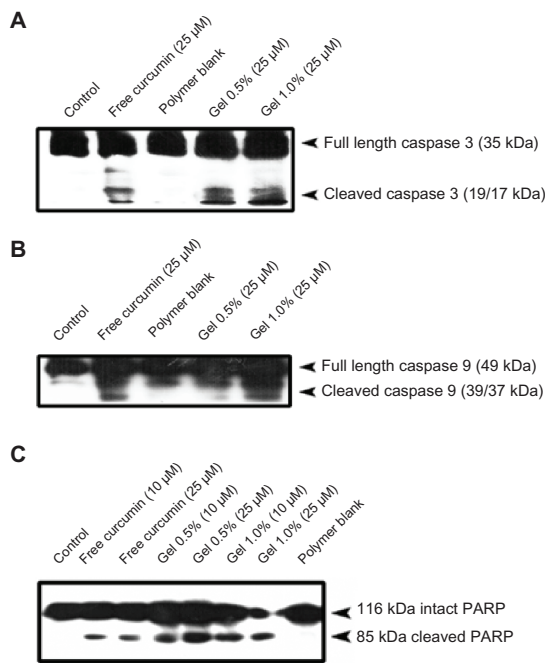 A
Control
Free curcumin (25 µM)
Polymer blank
Gel 0.5% (25 µM)
Gel 1.0% (25 µM)
Full length caspase 3 (35 kDa)
Cleaved caspase 3 (19/17 kDa)
B
Control
Free curcumin (25 µM)
Polymer blank
Gel 0.5% (25 µM)
Gel 1.0% (25 µM)
Full length caspase 9 (49 kDa)
Cleaved caspase 9 (39/37 kDa)
C
Control
Free curcumin (10 µM)
Free curcumin (25 µM)
Gel 0.5% (10 µM)
Gel 0.5% (25 µM)
Gel 1.0% (10 µM)
Gel 1.0% (25 µM)
Polymer blank
116 kDa intact PARP
85 kDa cleaved PARP